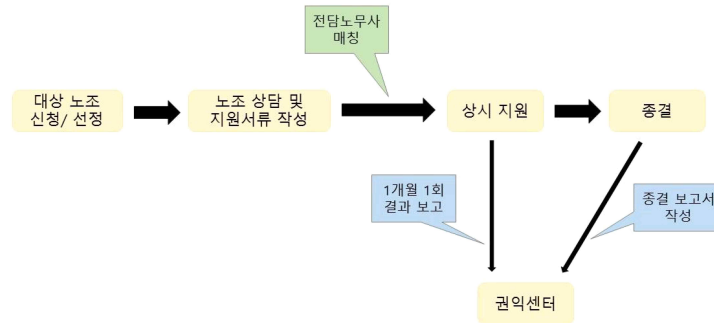 전담노무사
매칭
대상 노조
신청/ 선정
노조 상담 및
지원서류 작성
상시 지원
종결
1개월 1회
결과 보고
종결 보고서
작성
권익센터